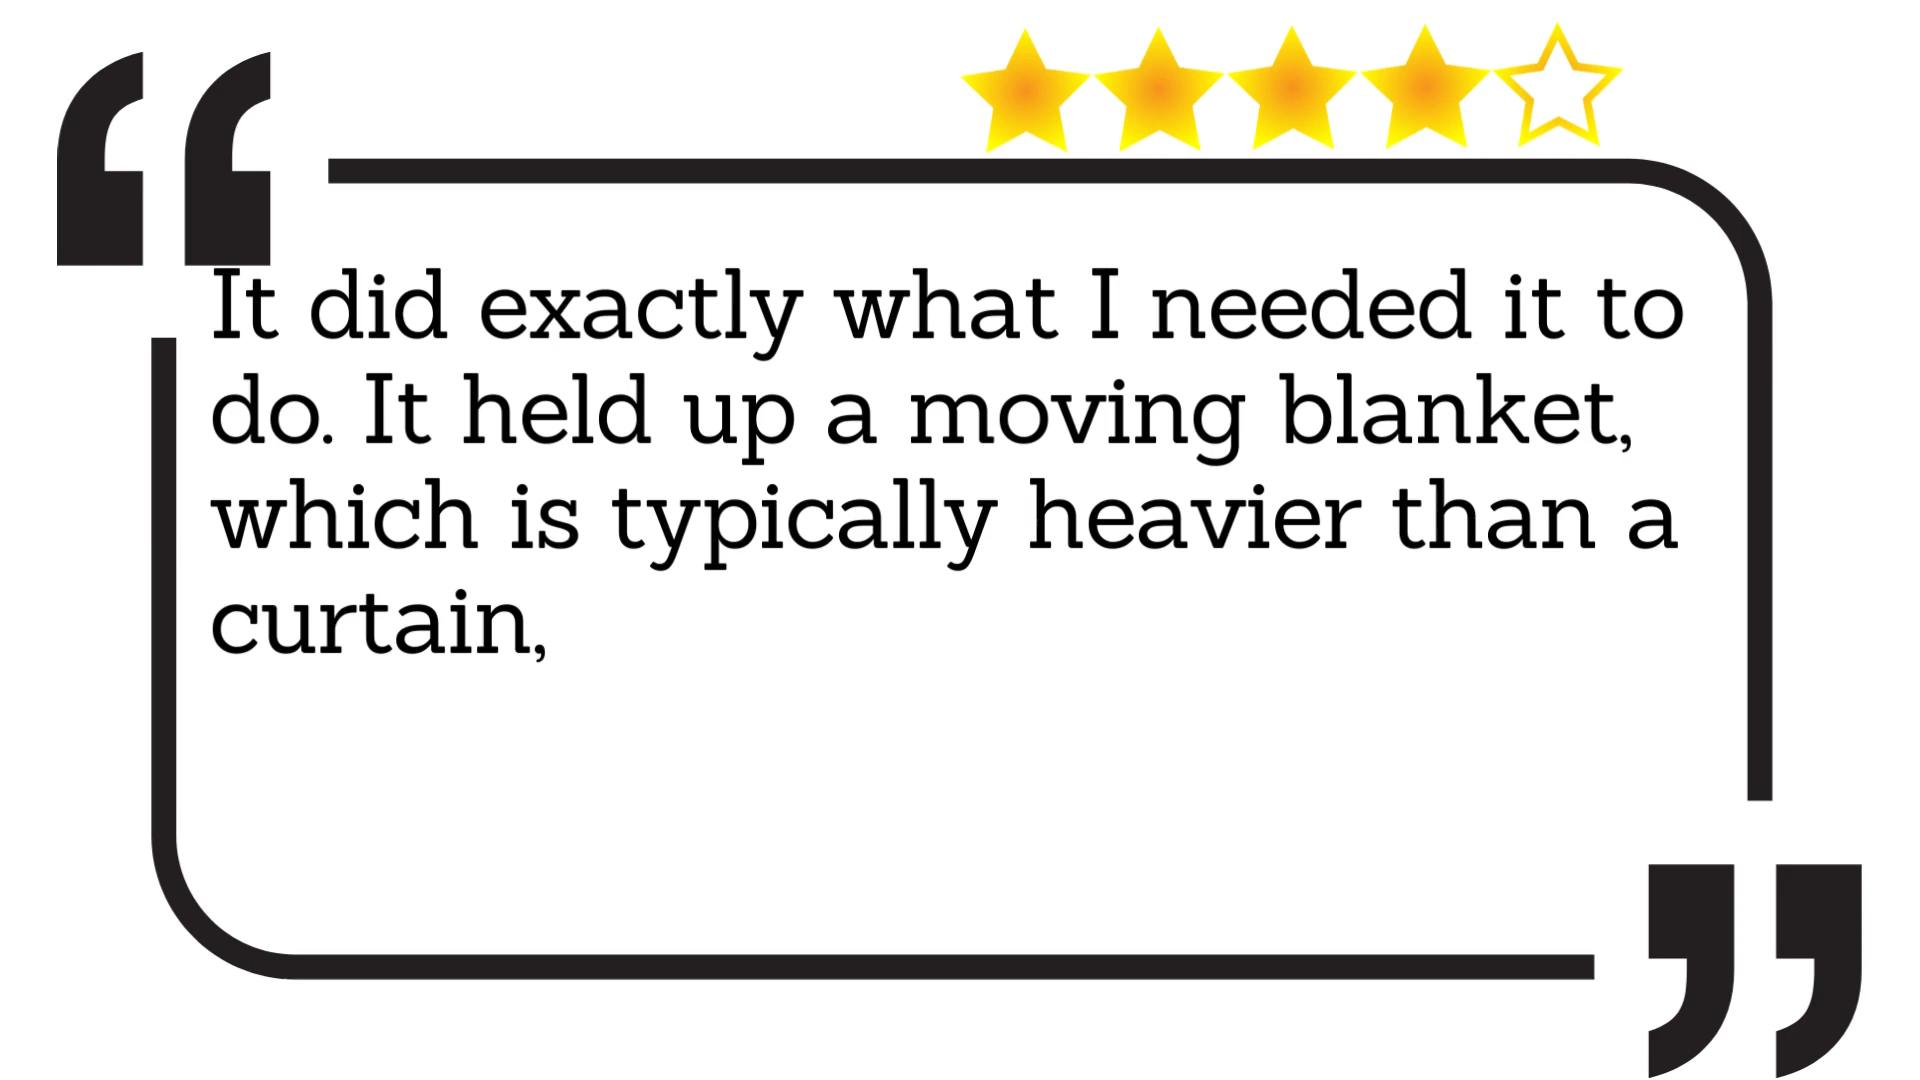 It did exactly what I needed it to
do. It held up a moving blanket,
which is typically heavier than a
curtain,